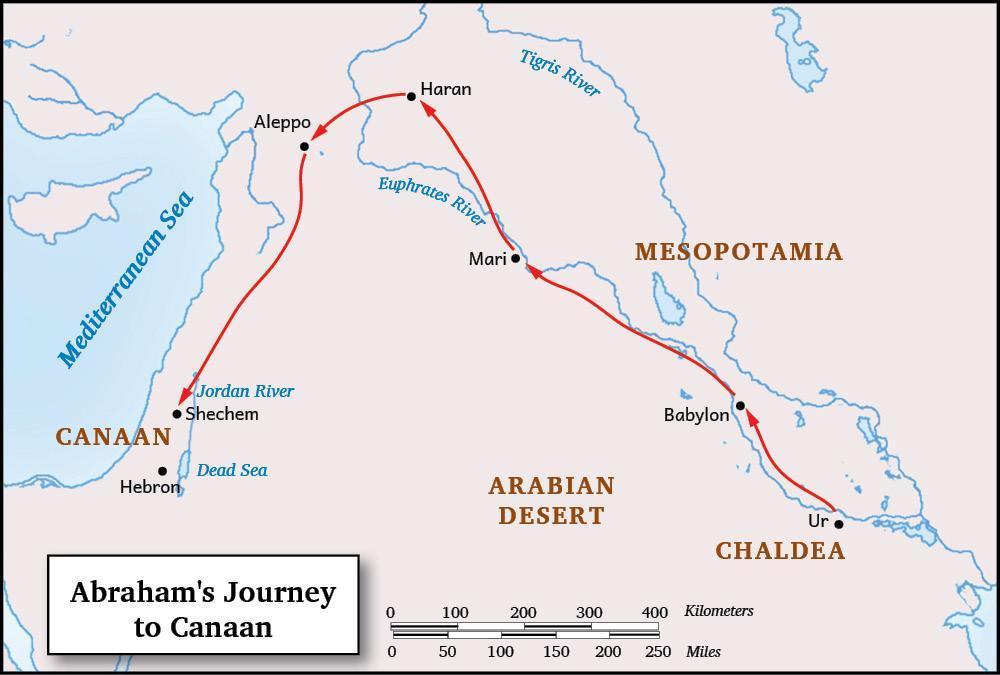 Tigris River
Haran
Aleppo
Euphrates River
Mediterranean Sea
Mari
MESOPOTAMIA
Jordan River
Shechem
Babylon
CANAAN
Dead Sea
Hebron
ARABIAN
DESERT
Ur
CHALDEA
Abraham's Journey
to Canaan
0 100 200 300 400 Kilometers
0 50 100 150 200 250 Miles